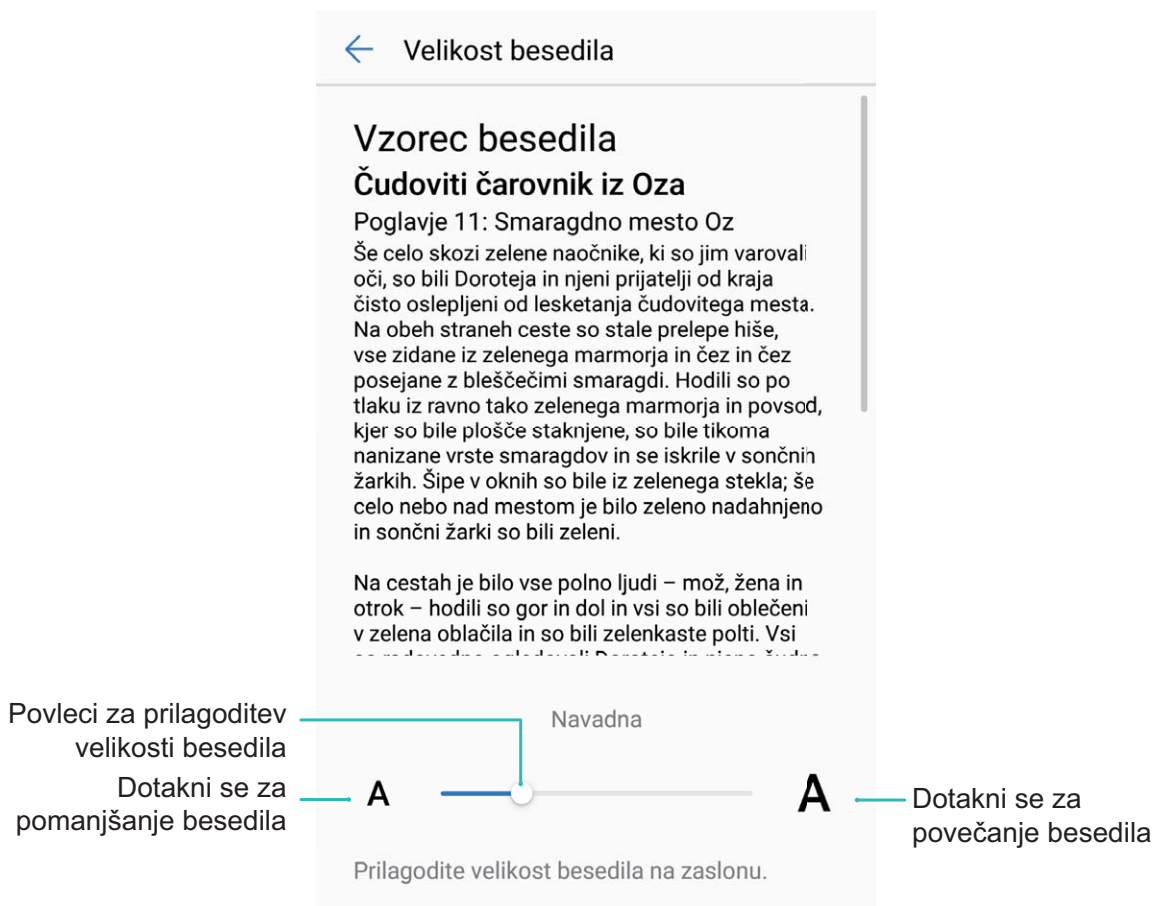 Velikost besedila
Vzorec besedila
Čudoviti čarovnik iz Oza
Poglavje 11: Smaragdno mesto Oz
Še celo skozi zelene naočnike, ki so jim varovali
oči, so bili Doroteja in njeni prijatelji od kraja
čisto oslepljeni od lesketanja čudovitega mesta.
Na obeh straneh ceste so stale prelepe hiše,
vse zidane iz zelenega marmorja in čez in čez
posejane z bleščečimi smaragdi. Hodili so po
tlaku iz ravno tako zelenega marmorja in povsod,
kjer so bile plošče staknjene, so bile tikoma
nanizane vrste smaragdov in se iskrile v sončnih
žarkih. Šipe v oknih so bile iz zelenega stekla; še
celo nebo nad mestom je bilo zeleno nadahnjeno
in sončni žarki so bili zeleni.
Na cestah je bilo vse polno ljudi – mož, žena in
otrok – hodili so gor in dol in vsi so bili oblečeni
v zelena oblačila in so bili zelenkaste polti. Vsi
Navadna
Povleci za prilagoditev
velikosti besedila
Dotakni se za
pomanjšanje besedila
A
A
Dotakni se za
povečanje besedila
Prilagodite velikost besedila na zaslonu.